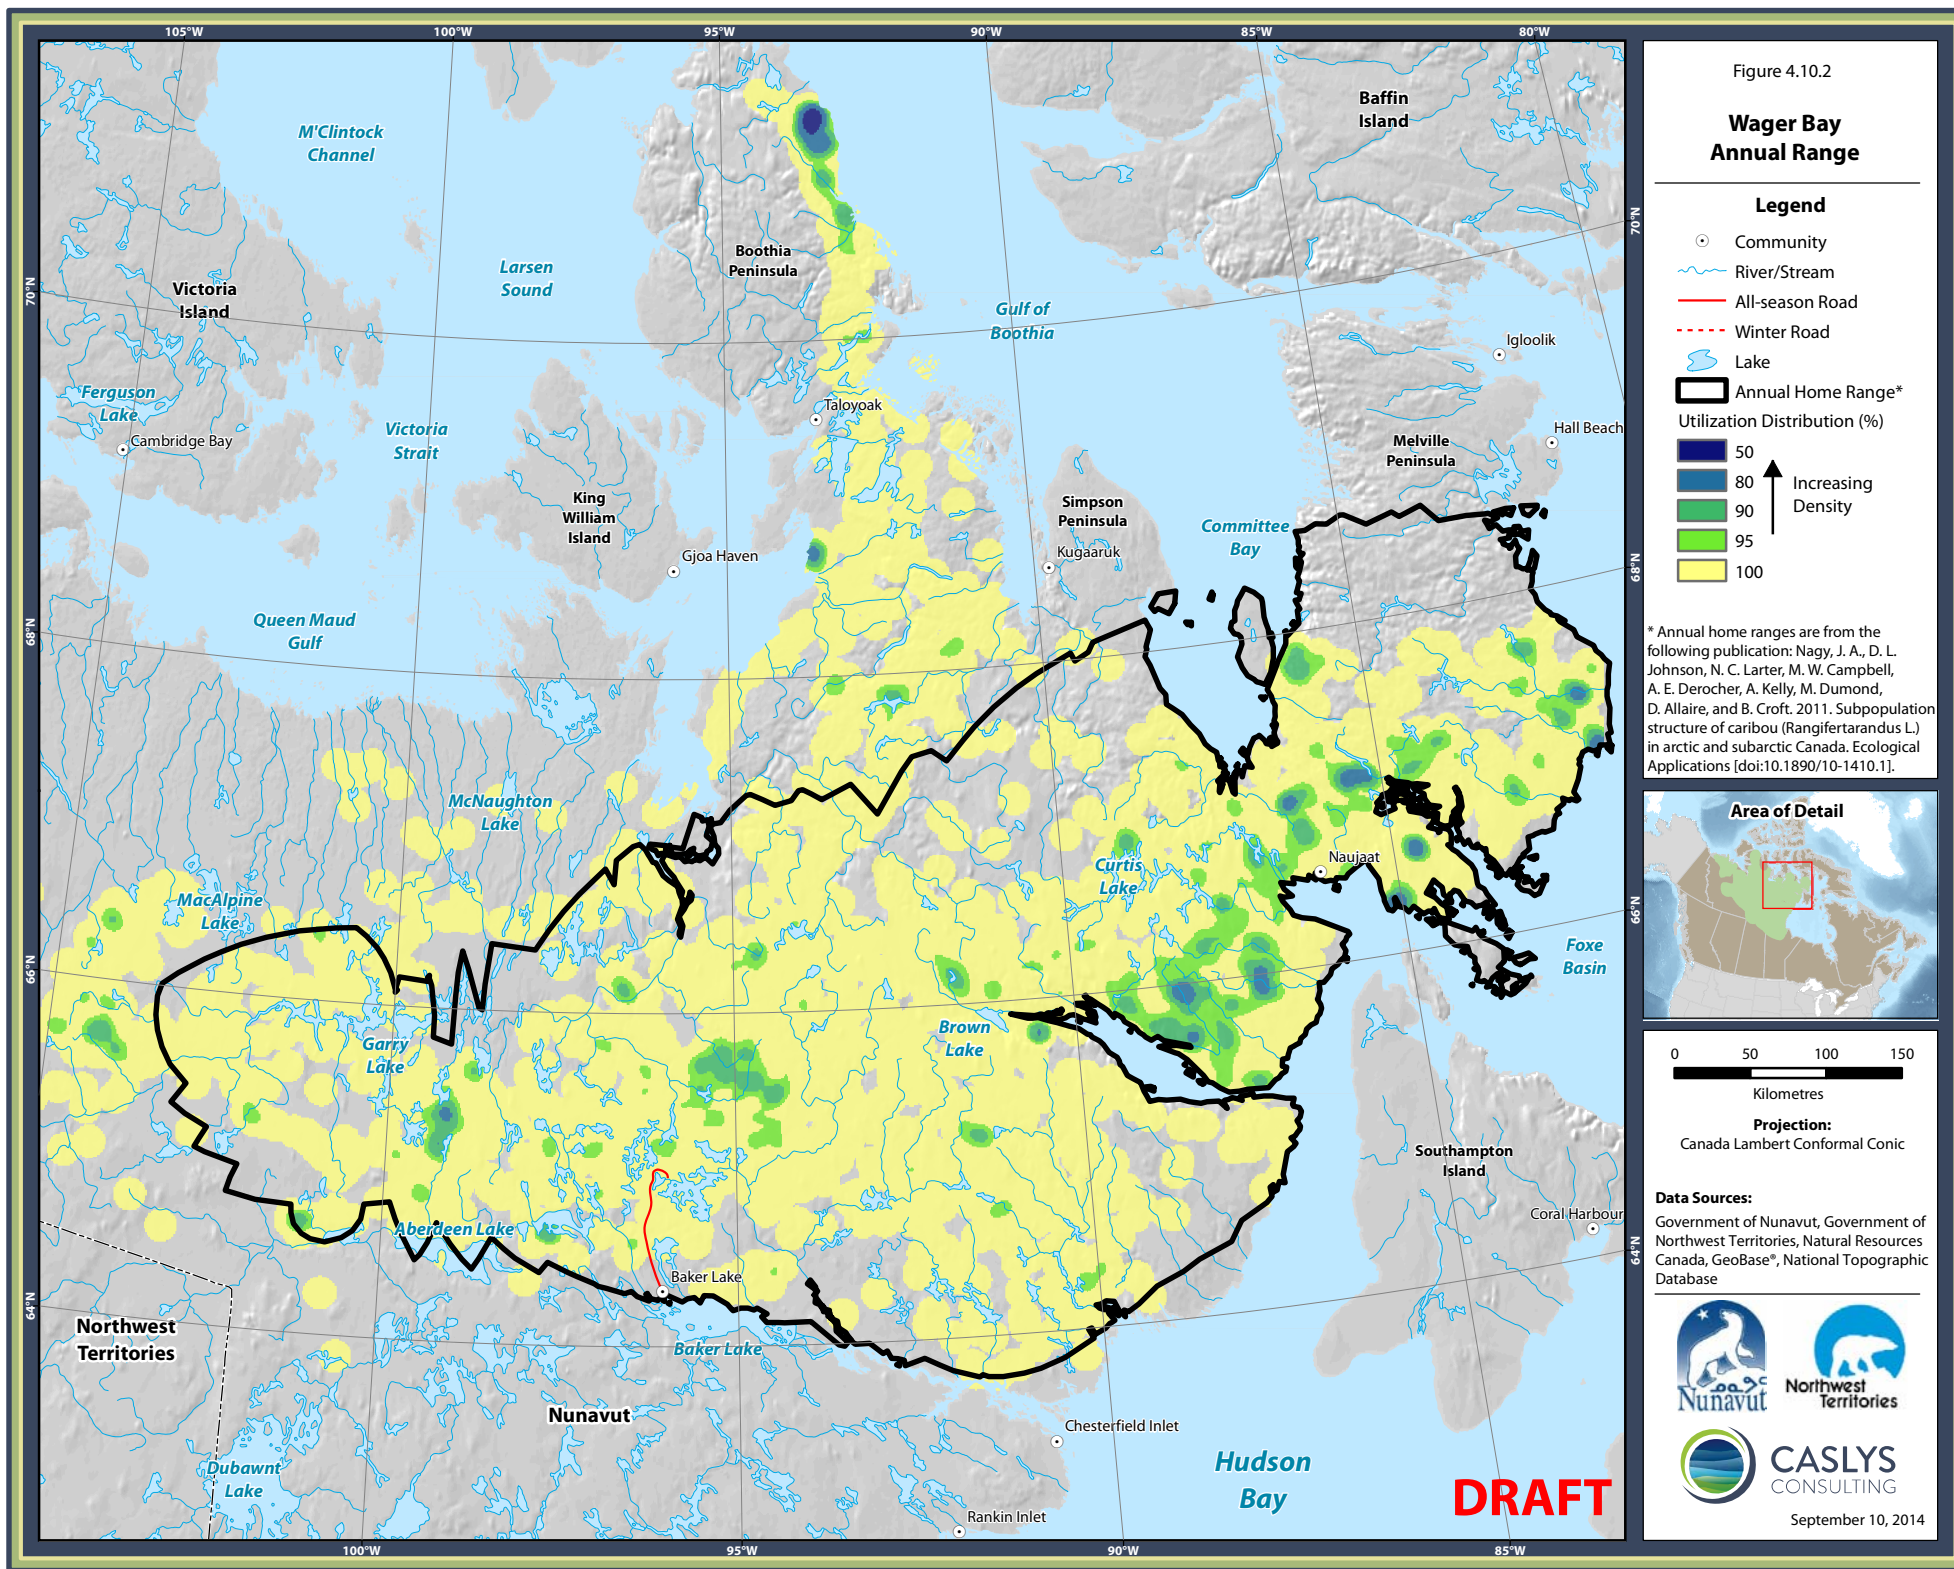 105°W
100°W
95°W
90°W
85°W
80°W
70°N
68°N
66°N
64°N
70°N
68°N
66°N
64°N
100°W
95°W
90°W
85°W
M'Clintock
Channel
Baffin
Island
Larsen
Sound
Boothia
Peninsula
Victoria
Island
Gulf of
Boothia
Igloolik
Ferguson
Lake
Cambridge Bay
Victoria
Strait
Taloyoak
Hall Beach
Melville
Peninsula
King
William
Island
Simpson
Peninsula
Committee
Bay
Gjoa Haven
Kugaaruk
Queen Maud
Gulf
McNaughton
Lake
MacAlpine
Lake
Curtis
Lake
Naujaat
Foxe
Basin
Garry
Lake
Brown
Lake
Southampton
Island
Coral Harbour
Aberdeen Lake
Baker Lake
Baker Lake
Northwest
Territories
Nunavut
Chesterfield Inlet
Dubawnt
Lake
Hudson
Bay
Rankin Inlet
DRAFT
Figure 4.10.2
Wager Bay
Annual Range
Legend
Community
River/Stream
All-season Road
Winter Road
Lake
Annual Home Range*
Utilization Distribution (%)
50
80
90
95
100
Increasing
Density
* Annual home ranges are from the
following publication: Nagy, J. A., D. L.
Johnson, N. C. Larter, M. W. Campbell,
A. E. Derocher, A. Kelly, M. Dumond,
D. Allaire, and B. Croft. 2011. Subpopulation
structure of caribou (Rangifertarandus L.)
in arctic and subarctic Canada. Ecological
Applications [doi:10.1890/10-1410.1].
Area of Detail
0 50 100 150
Kilometres
Projection:
Canada Lambert Conformal Conic
Data Sources:
Government of Nunavut, Government of
Northwest Territories, Natural Resources
Canada, GeoBase®, National Topographic
Database
ᓄᓇᕗᑦ
Nunavut
Northwest
Territories
CASLYS
CONSULTING
September 10, 2014